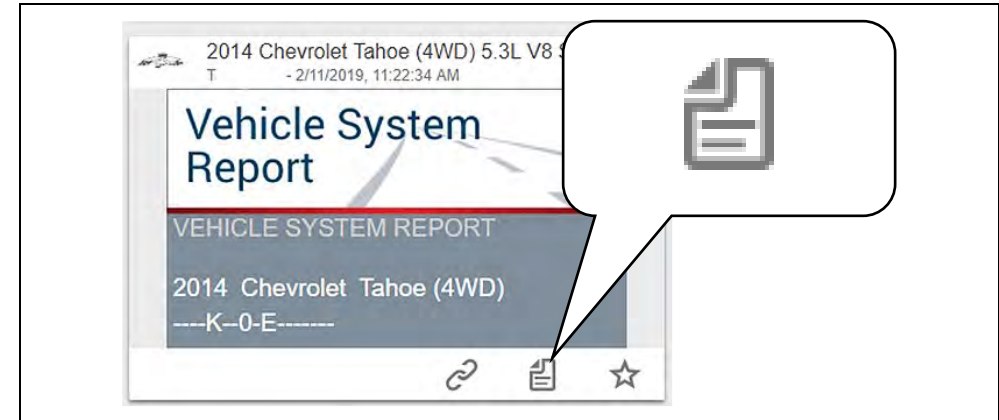 2014 Chevrolet Tahoe (4WD) 5.3L V8
T - 2/11/2019, 11:22:34 AM
Vehicle System
Report
VEHICLE SYSTEM REPORT
2014 Chevrolet Tahoe (4WD)
----K--0-E-------